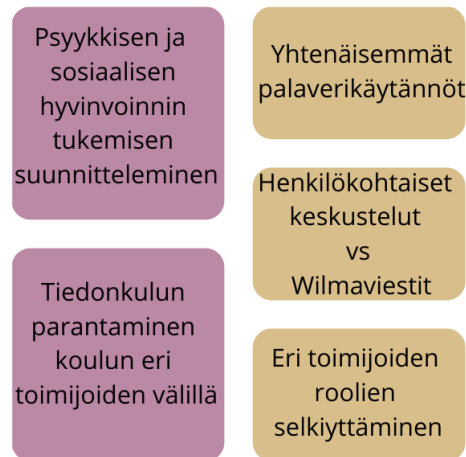 Psyykkisen ja
sosiaalisen
hyvinvoinnin
tukemisen
suunnitteleminen
Tiedonkulun
parantaminen
koulun eri
toimijoiden välillä
Yhtenäisemmät
palaverikäytännöt
Henkilökohtaiset
keskustelut
vs
Wilmaviestit
Eri toimijoiden
roolien
selkiyttäminen